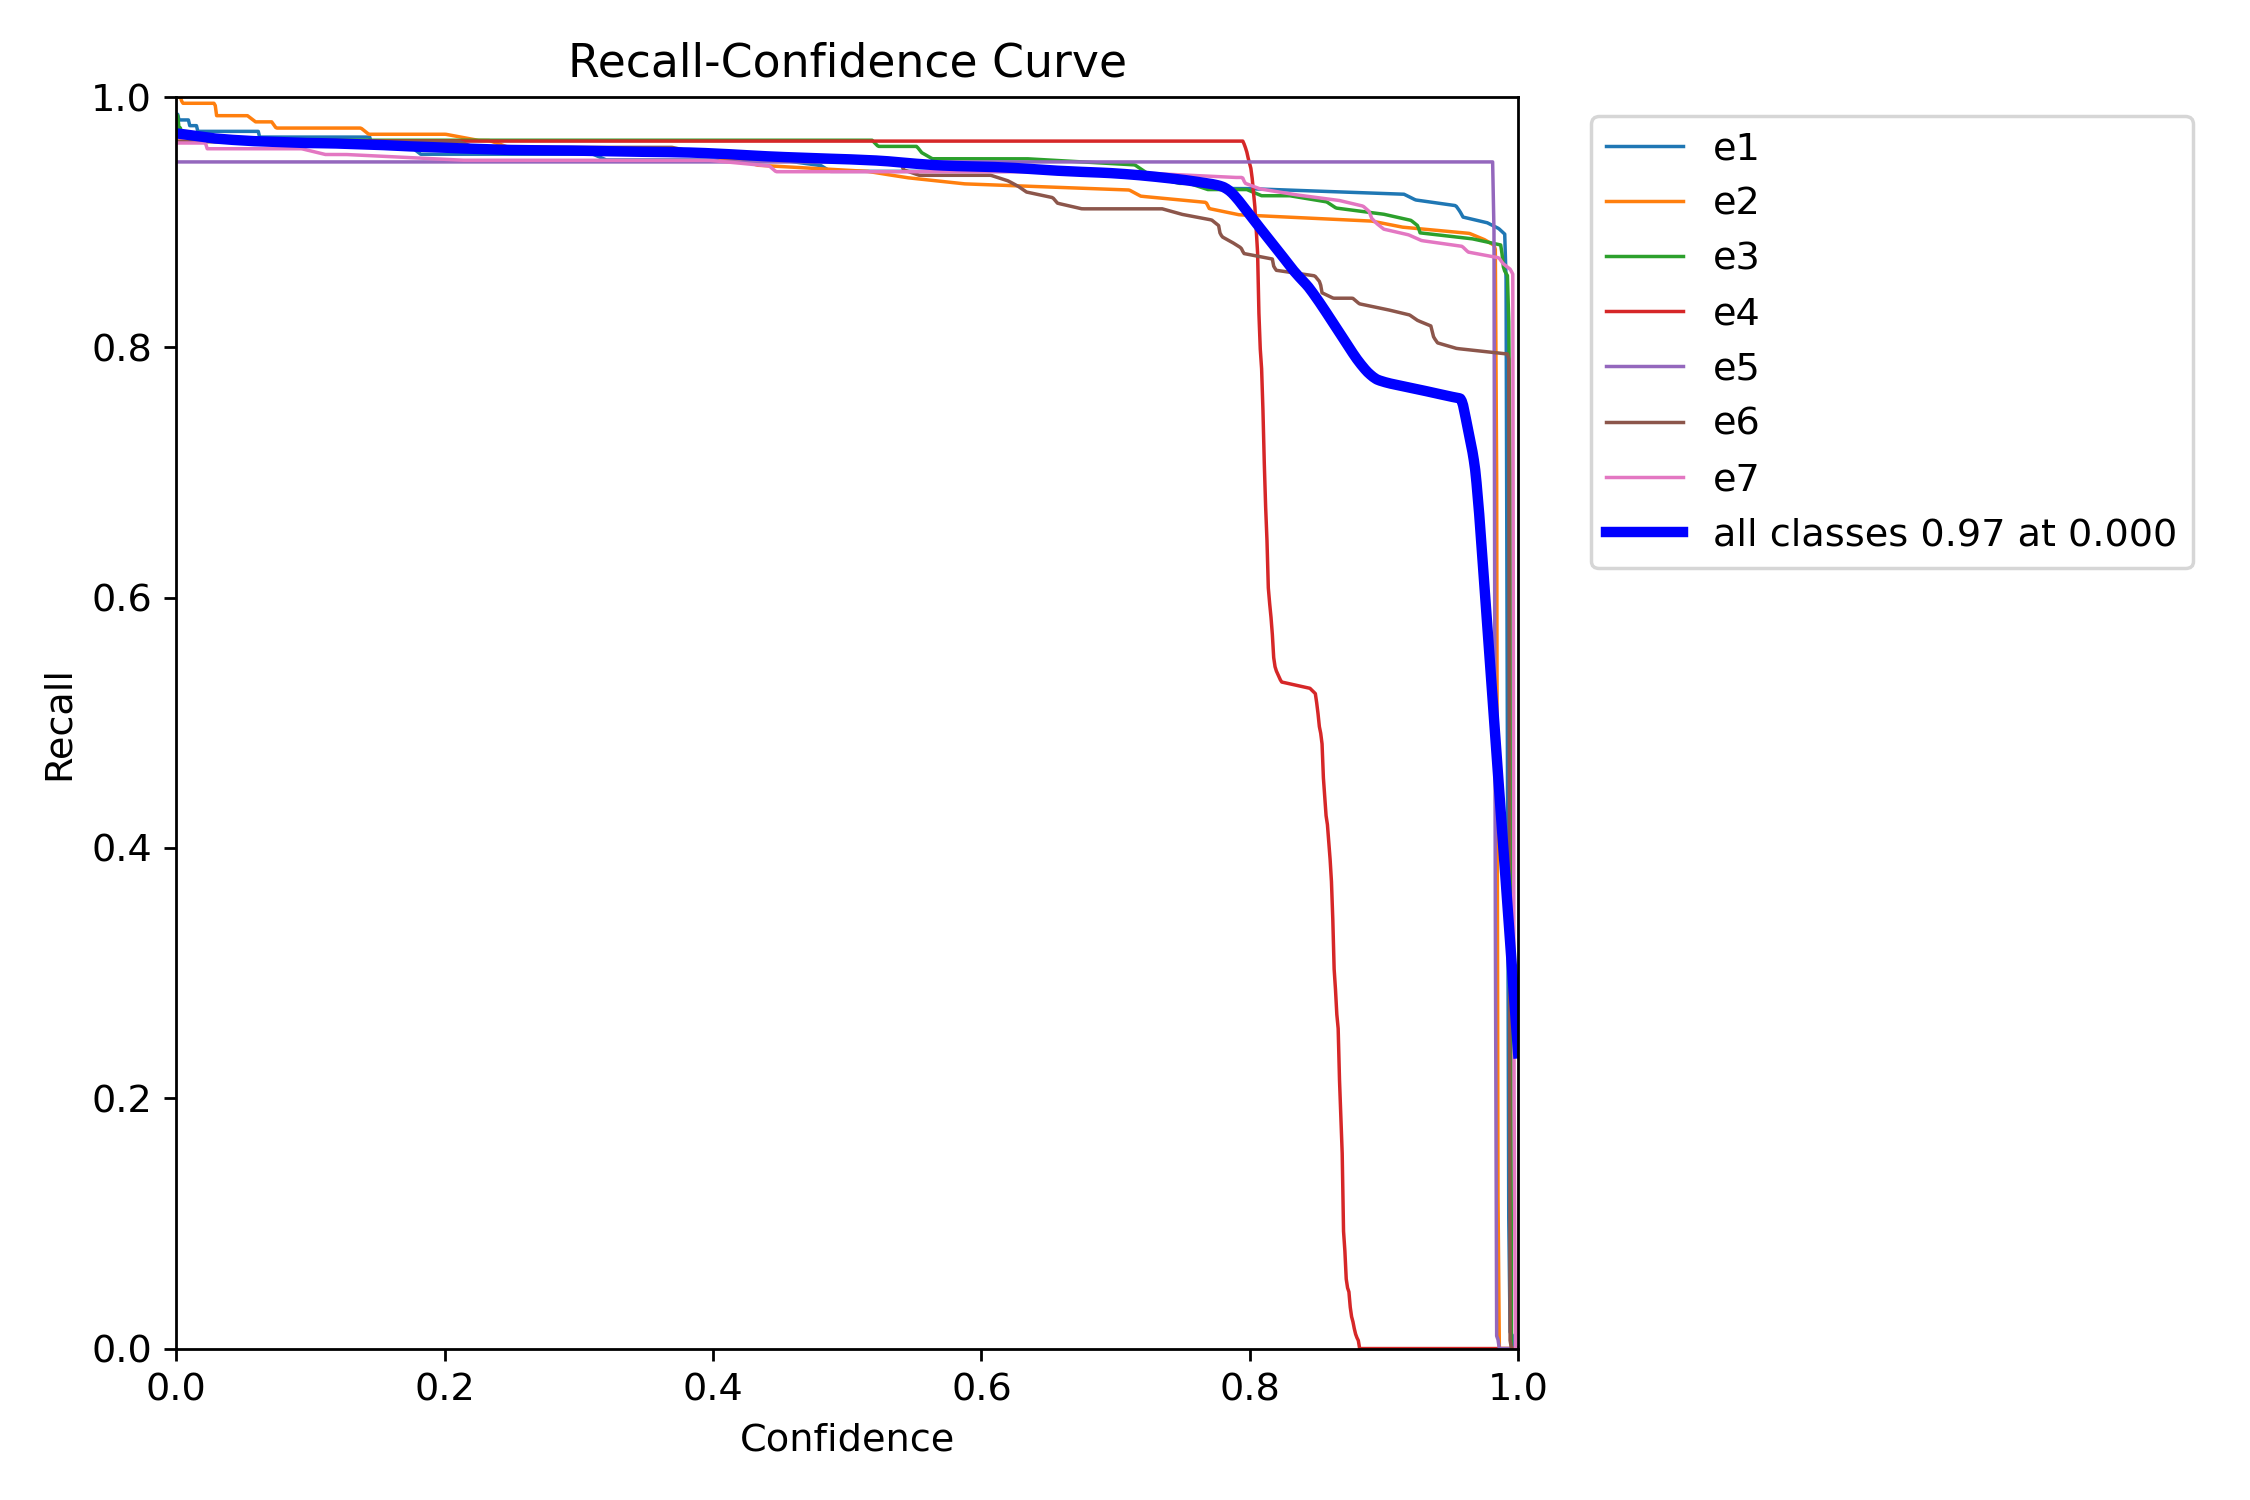 Recall-Confidence Curve
1.0
0.8
0.6
0.4
0.2
0.0
Recall
0.0 0.2 0.4 0.6 0.8 1.0
Confidence
e1
e2
e3
e4
e5
e6
e7
all classes 0.97 at 0.000